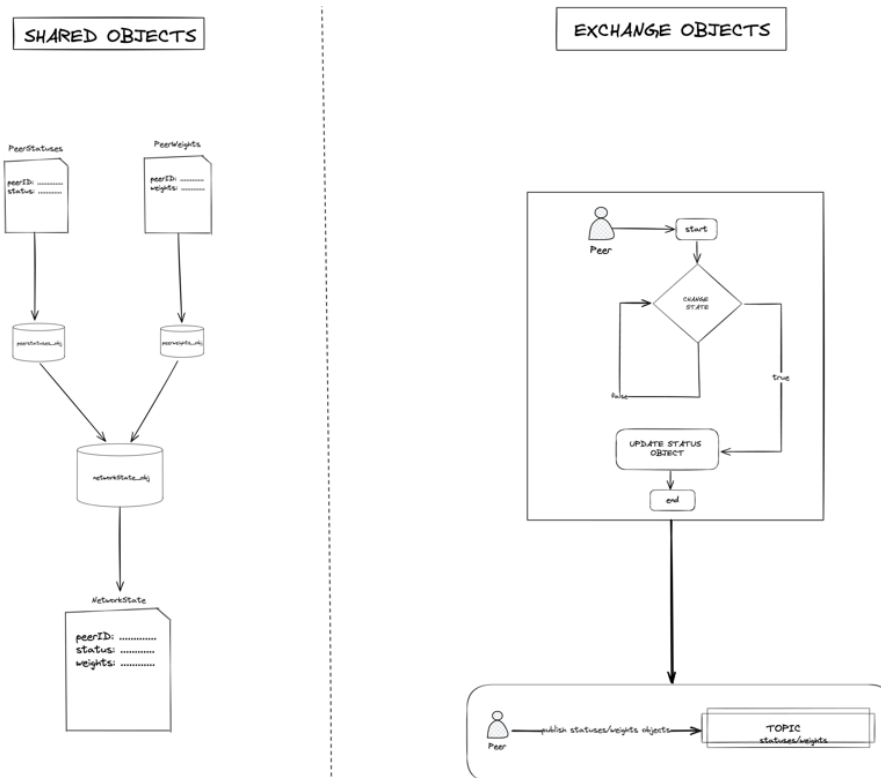 SHARED OBJECTS
PeerStatuses
peerID: ...........
status: ..........
PeerWeights
peerID: ..........
weights: ..........
peerstatuses_obj
peerweights_obj
networkState_obj
NetworkState
peerID: .............
status: ............
weights: ............
EXCHANGE OBJECTS
Peer
start
CHANGE
STATE
false
true
UPDATE STATUS
OBJECT
end
Peer
publish statuses/weights objects
TOPIC
statuses/weights